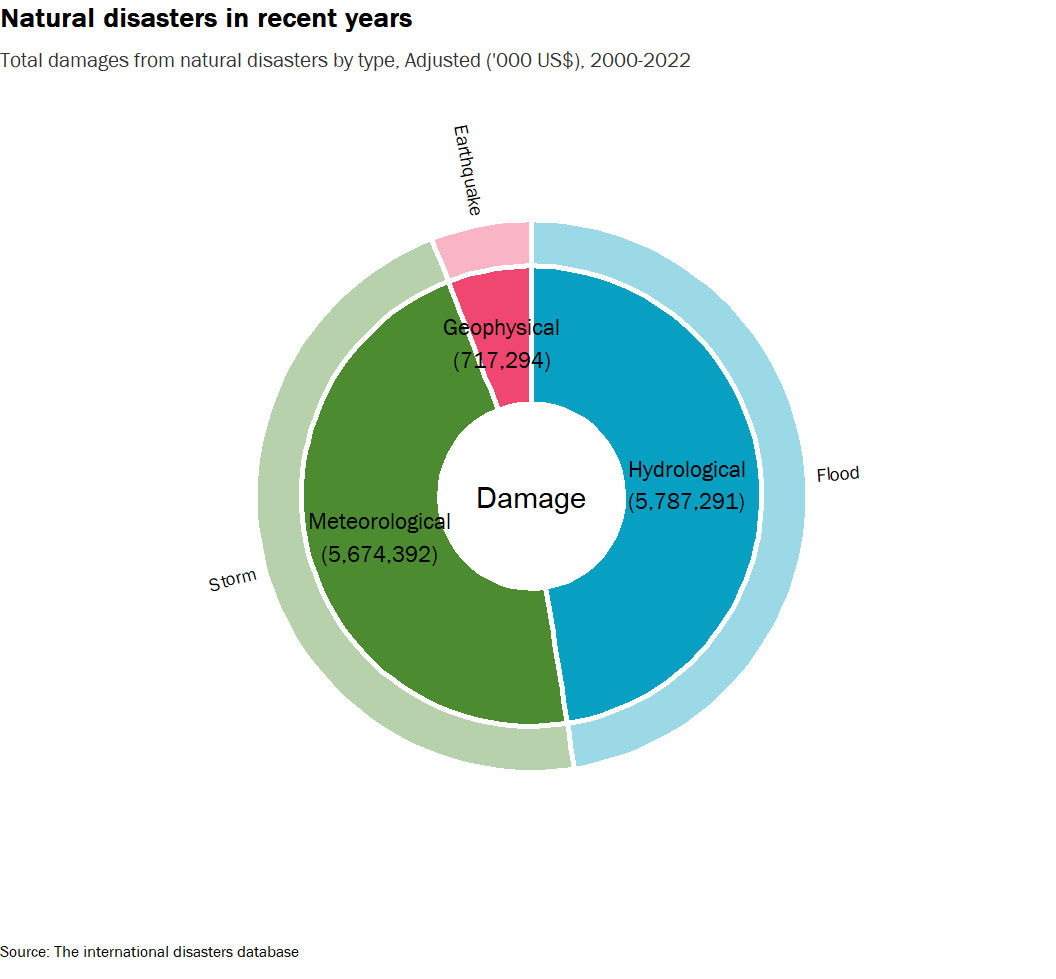 Natural disasters in recent years
Total damages from natural disasters by type, Adjusted ('000 US$), 2000-2022
Earthquake
Geophysical
(717,294)
Hydrological
(5,787,291)
Flood
Damage
Meteorological
(5,674,392)
Storm
Source: The international disasters database